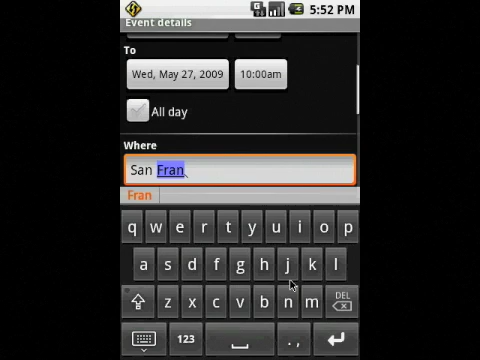 5:52 PM
Event details
To
Wed, May 27, 2009 10:00am
All day
Where
San Fran
Fran
q w e r t y u i o p
a s d f g h j k l
z x c v b n m DEL
123 . ,